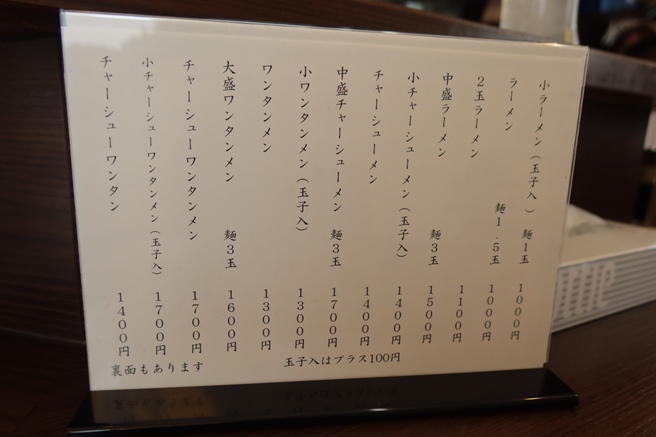 小ラーメン(玉子入) 麺1玉 1000円
ラーメン 麺1.5玉 1000円
2玉ラーメン 1100円
中盛ラーメン 麺3玉 1500円
小チャーシューメン(玉子入) 1400円
チャーシューメン 1400円
中盛チャーシューメン 麺3玉 1700円
小ワンタンメン(玉子入) 1300円
ワンタンメン 1300円
大盛ワンタンメン 麺3玉 1600円
チャーシューワンタンメン 1700円
小チャーシューワンタンメン(玉子入) 1700円
チャーシューワンタン 1400円
玉子入はプラス100円
裏面もあります